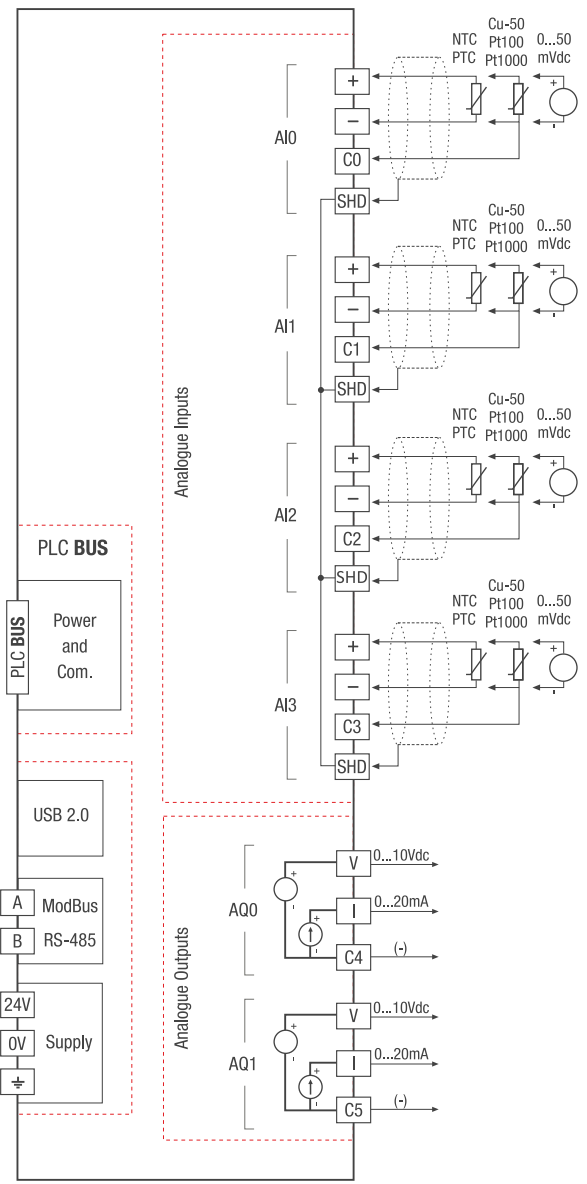 Cu-50
NTC Pt100 0...50
PTC Pt1000 mVdc
+
+
−
-
AI0
C0
SHD
Cu-50
NTC Pt100 0...50
PTC Pt1000 mVdc
+
+
−
-
AI1
C1
SHD
Cu-50
NTC Pt100 0...50
PTC Pt1000 mVdc
+
+
−
-
AI2
C2
SHD
Cu-50
NTC Pt100 0...50
PTC Pt1000 mVdc
+
+
−
-
AI3
C3
SHD
Analogue Inputs
PLC BUS
PLC BUS
Power
and
Com.
USB 2.0
A
ModBus
B
RS-485
24V
0V
Supply
Analogue Outputs
AQ0
V 0...10Vdc
+
-
I 0...20mA
+
-
C4 (-)
AQ1
V 0...10Vdc
+
-
I 0...20mA
+
-
C5 (-)